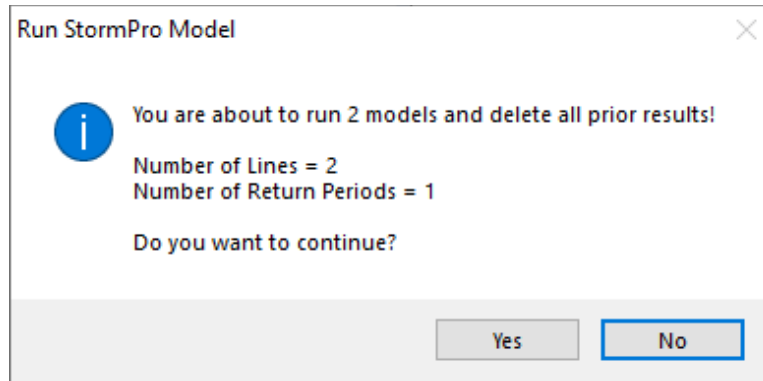 Run StormPro Model
You are about to run 2 models and delete all prior results!
Number of Lines = 2
Number of Return Periods = 1
Do you want to continue?
Yes
No